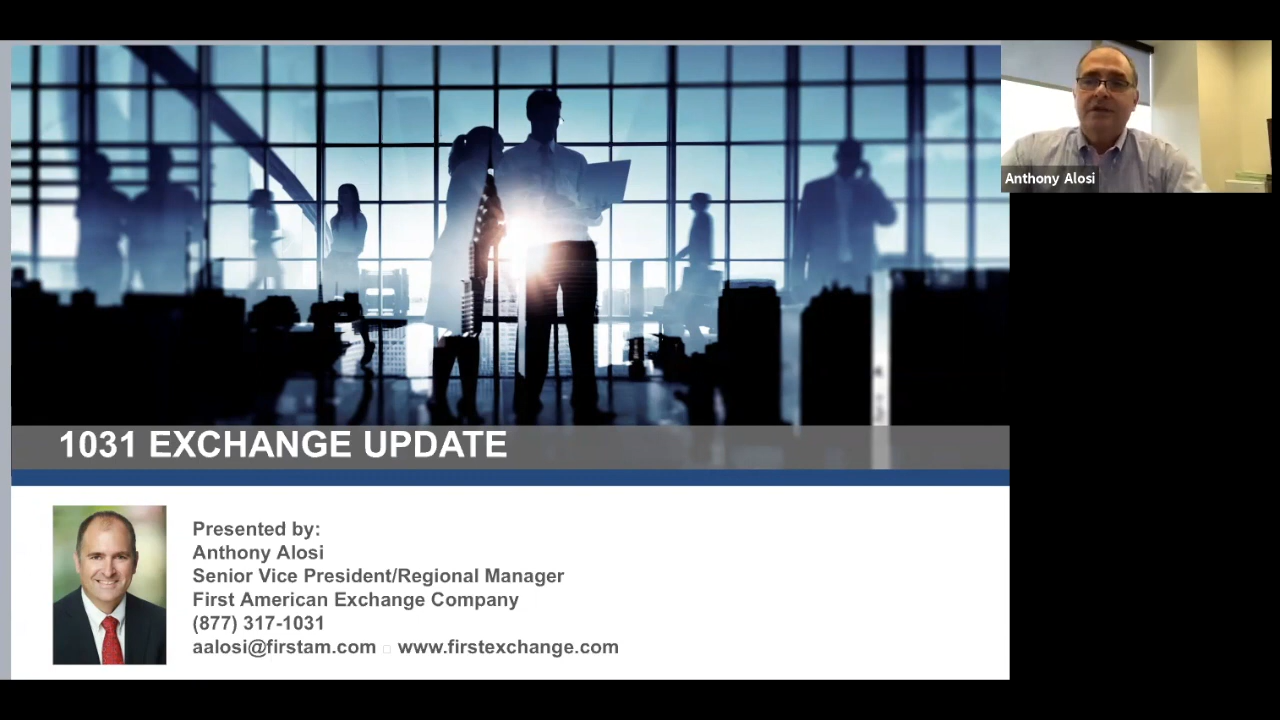 Anthony Alosi
1031 EXCHANGE UPDATE
Presented by:
Anthony Alosi
Senior Vice President/Regional Manager
First American Exchange Company
(877) 317-1031
aalosi@firstam.com □ www.firstexchange.com